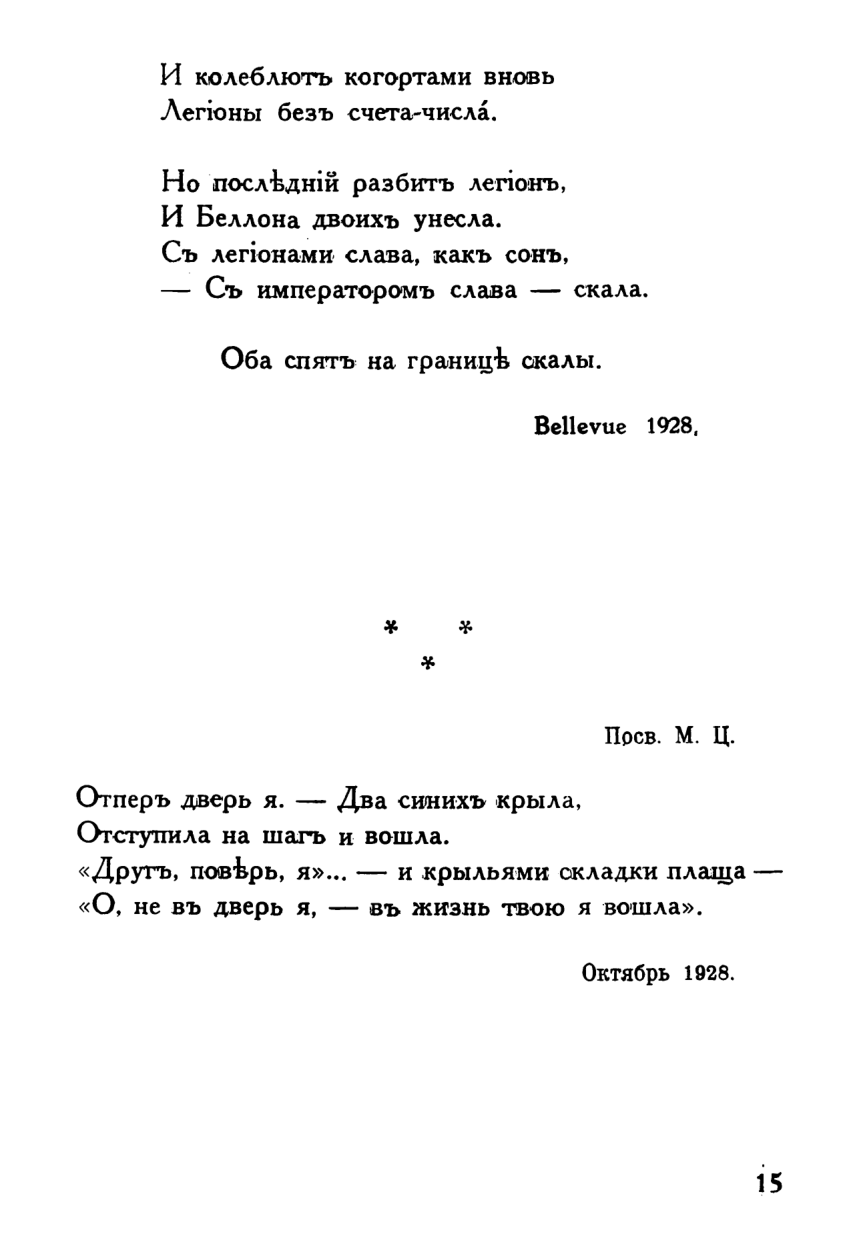 И колеблютъ когортами вновь
Легіоны безъ счета-числа́.
Но послѣдній разбитъ легіонъ,
И Беллона двоихъ унесла.
Съ легіонами слава, какъ сонъ,
— Съ императоромъ слава — скала.
Оба спятъ на границѣ скалы.
Bellevue 1928.
* *
*
Посв. М. Ц.
Отперъ дверь я. — Два синихъ крыла,
Отступила на шагъ и вошла.
«Другъ, повѣрь, я»... — и крыльями складки плаща —
«О, не въ дверь я, — въ жизнь твою я вошла».
Октябрь 1928.
15